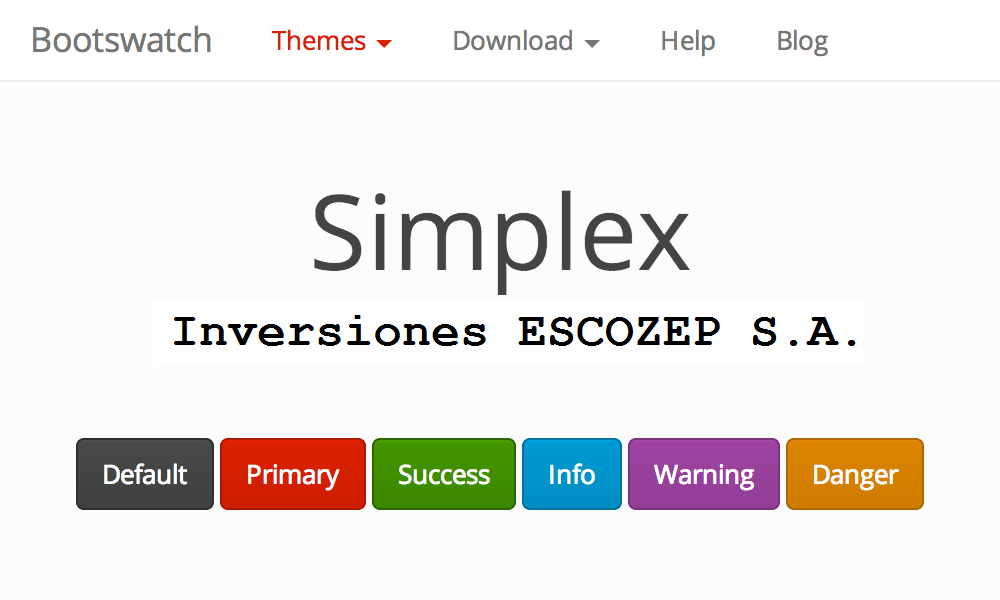 Bootswatch Themes Download Help Blog
Simplex
Inversiones ESCOZEP S.A.
Default Primary Success Info Warning Danger